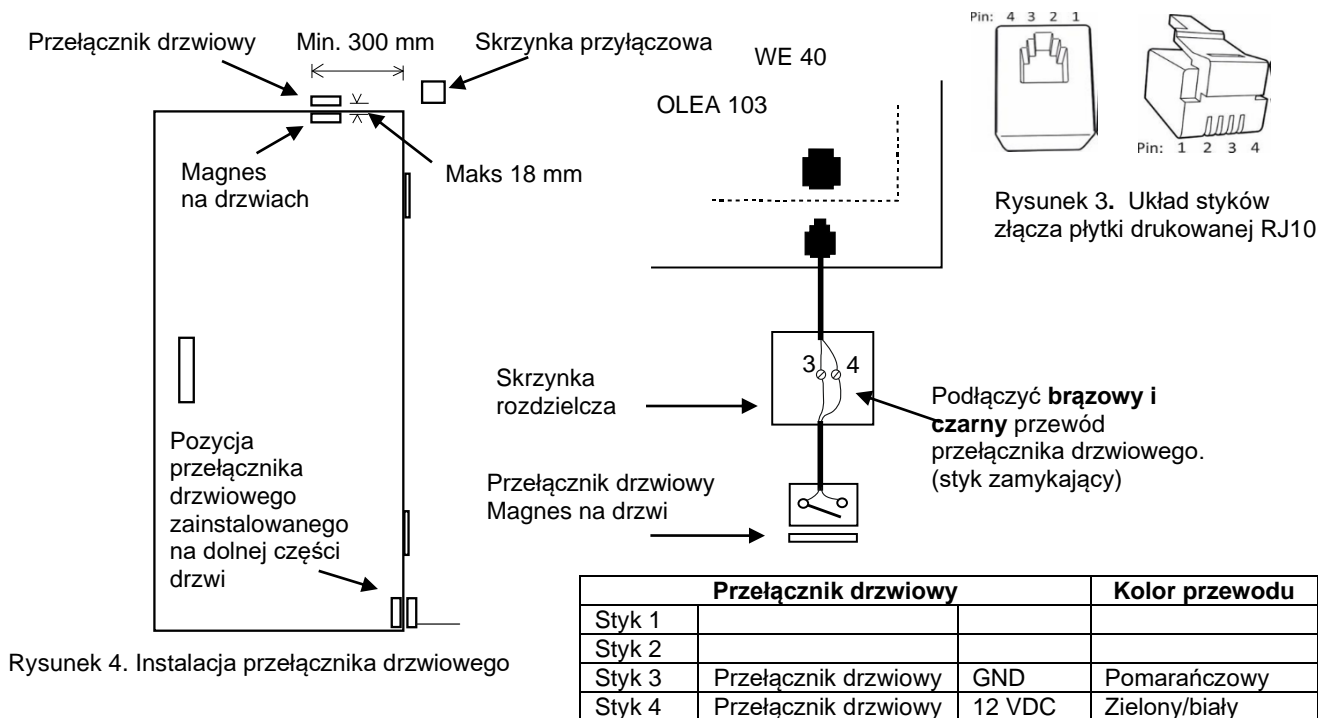 Przełącznik drzwiowy
Min. 300 mm
Skrzynka przyłączowa
Magnes
na drzwiach
Maks 18 mm
Pozycja
przełącznika
drzwiowego
zainstalowanego
na dolnej części
drzwi
Rysunek 4. Instalacja przełącznika drzwiowego
WE 40
OLEA 103
Skrzynka
rozdzielcza
3 4
Podłączyć brązowy i
czarny przewód
przełącznika drzwiowego.
(styk zamykający)
Przełącznik drzwiowy
Magnes na drzwi
Pin: 4 3 2 1
Pin: 1 2 3 4
Rysunek 3. Układ styków
złącza płytki drukowanej RJ10
Przełącznik drzwiowy Kolor przewodu
Styk 1
Styk 2
Styk 3 Przełącznik drzwiowy GND Pomarańczowy
Styk 4 Przełącznik drzwiowy 12 VDC Zielony/biały